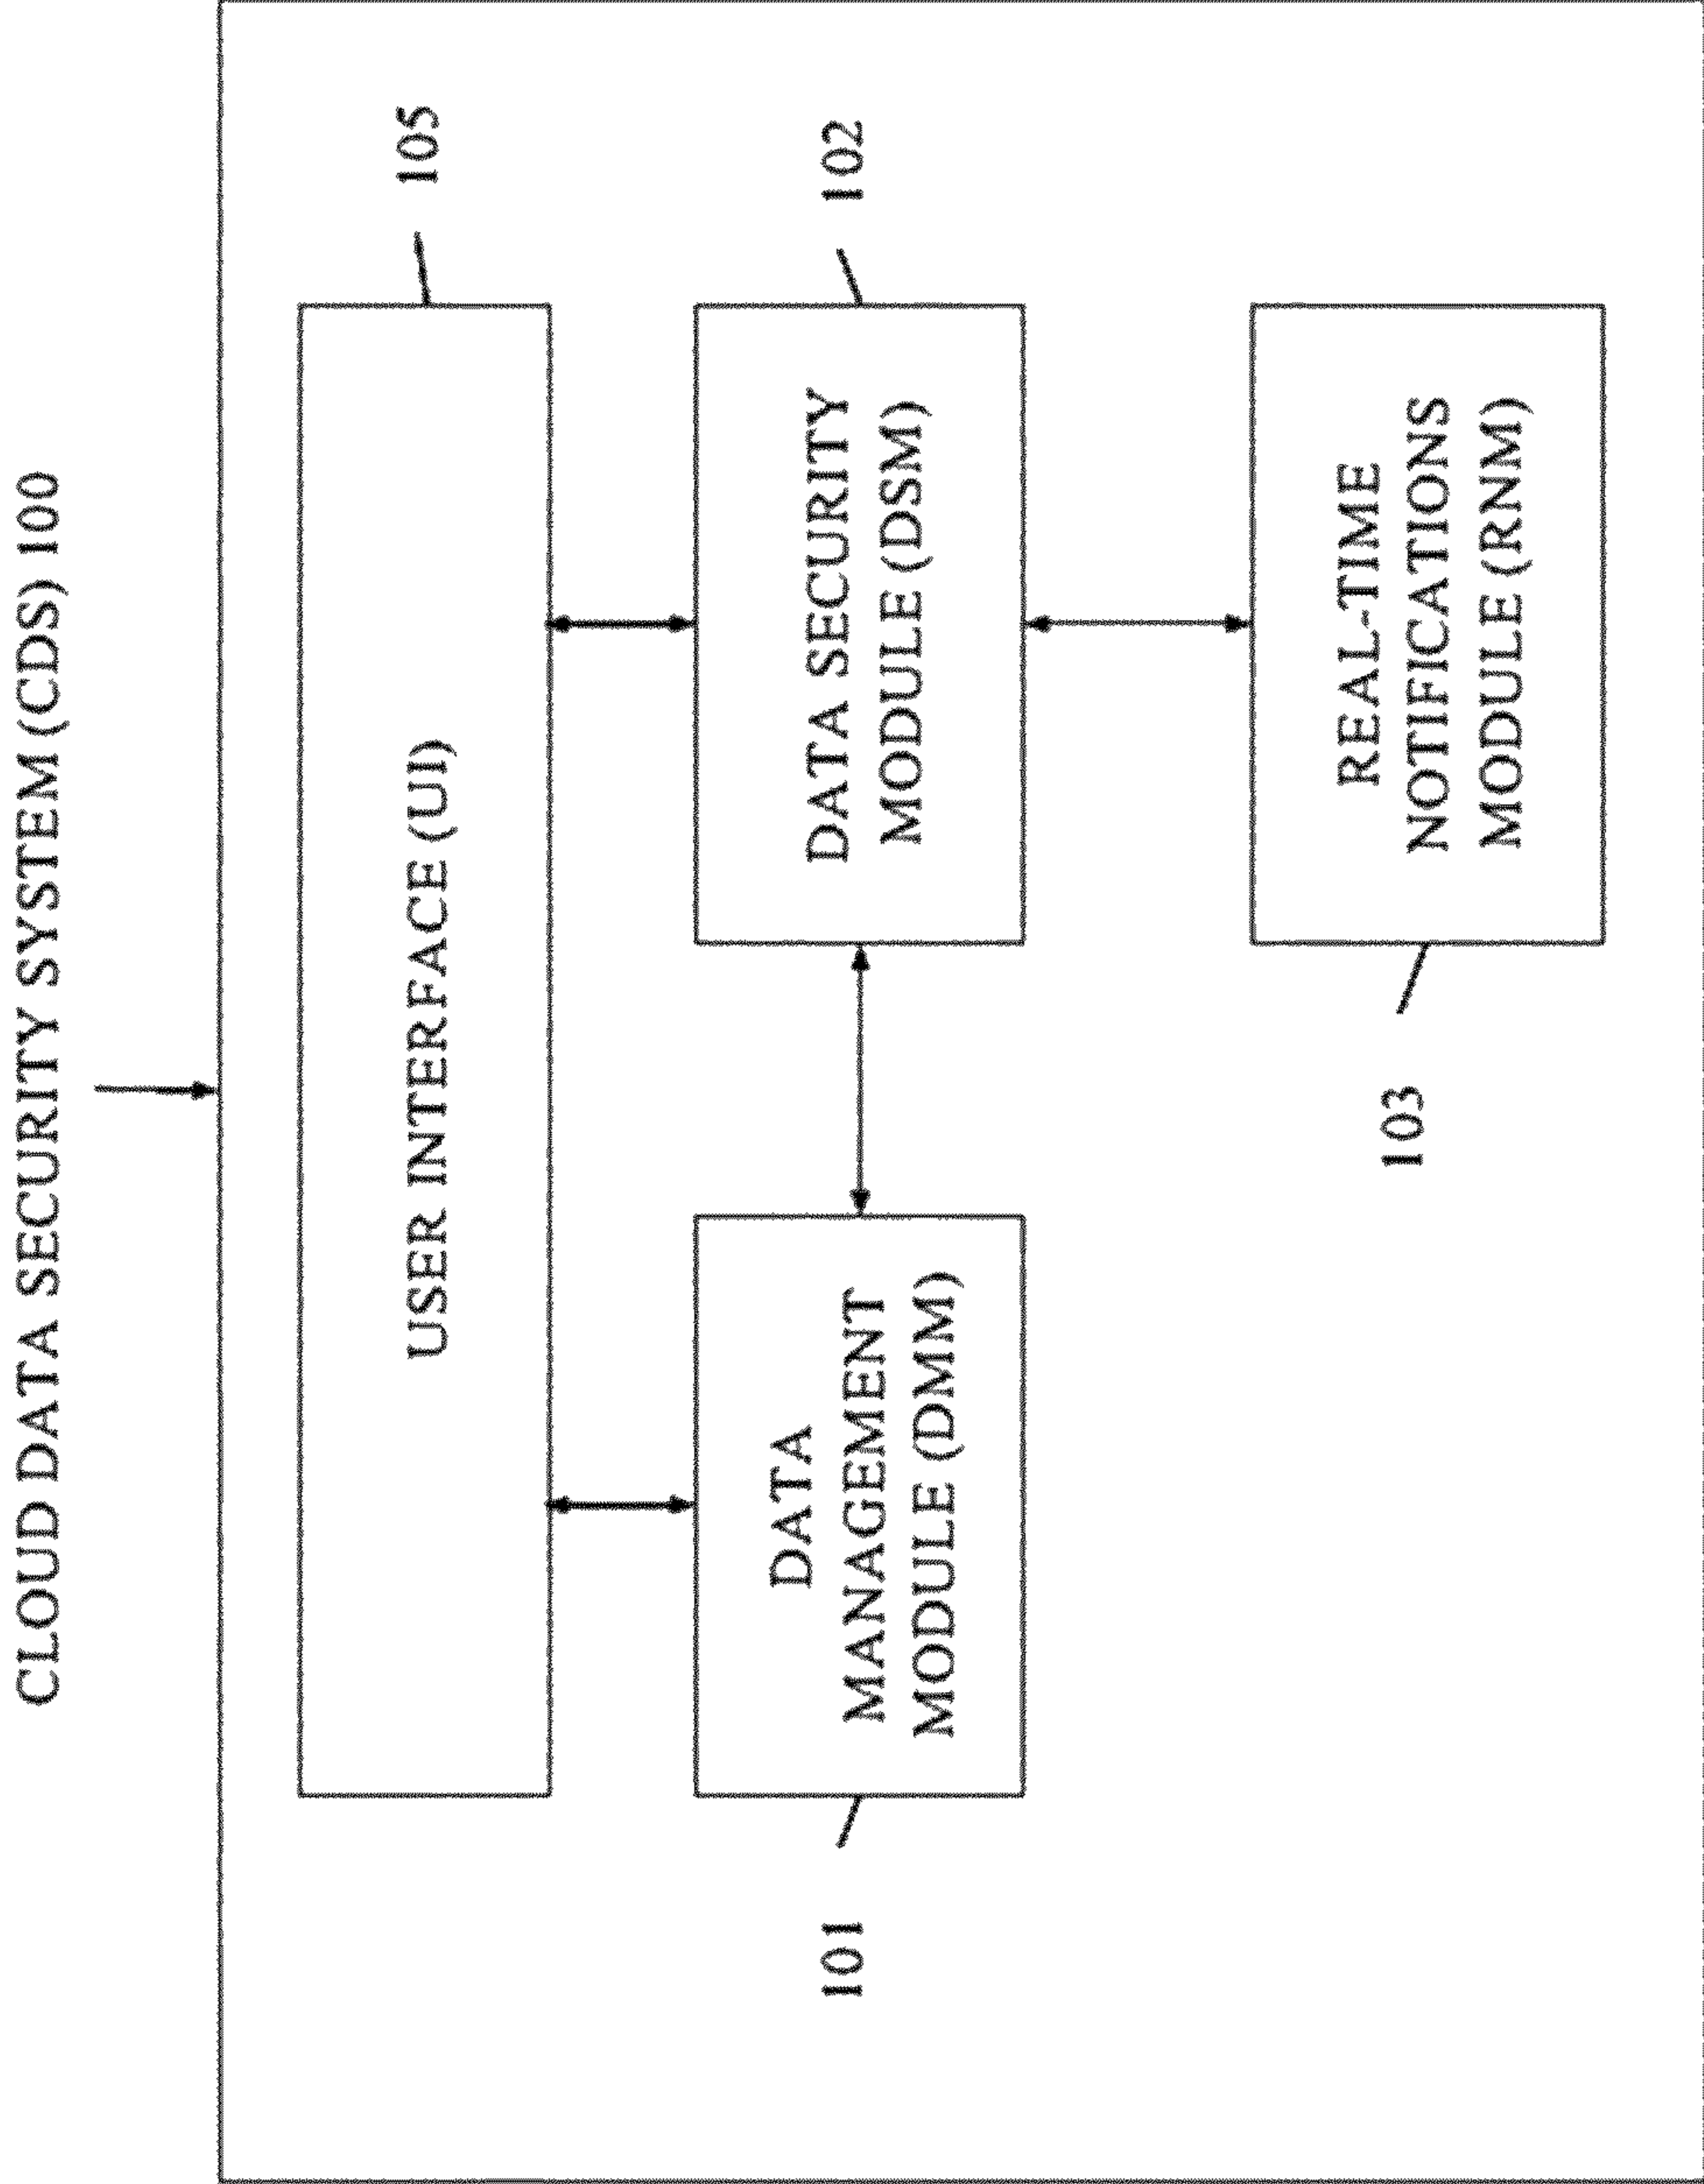 CLOUD DATA SECURITY SYSTEM (CDS) 100
105
USER INTERFACE (UI)
101
DATA
MANAGEMENT
MODULE (DMM)
102
DATA SECURITY
MODULE (DSM)
103
REAL-TIME
NOTIFICATIONS
MODULE (RNM)